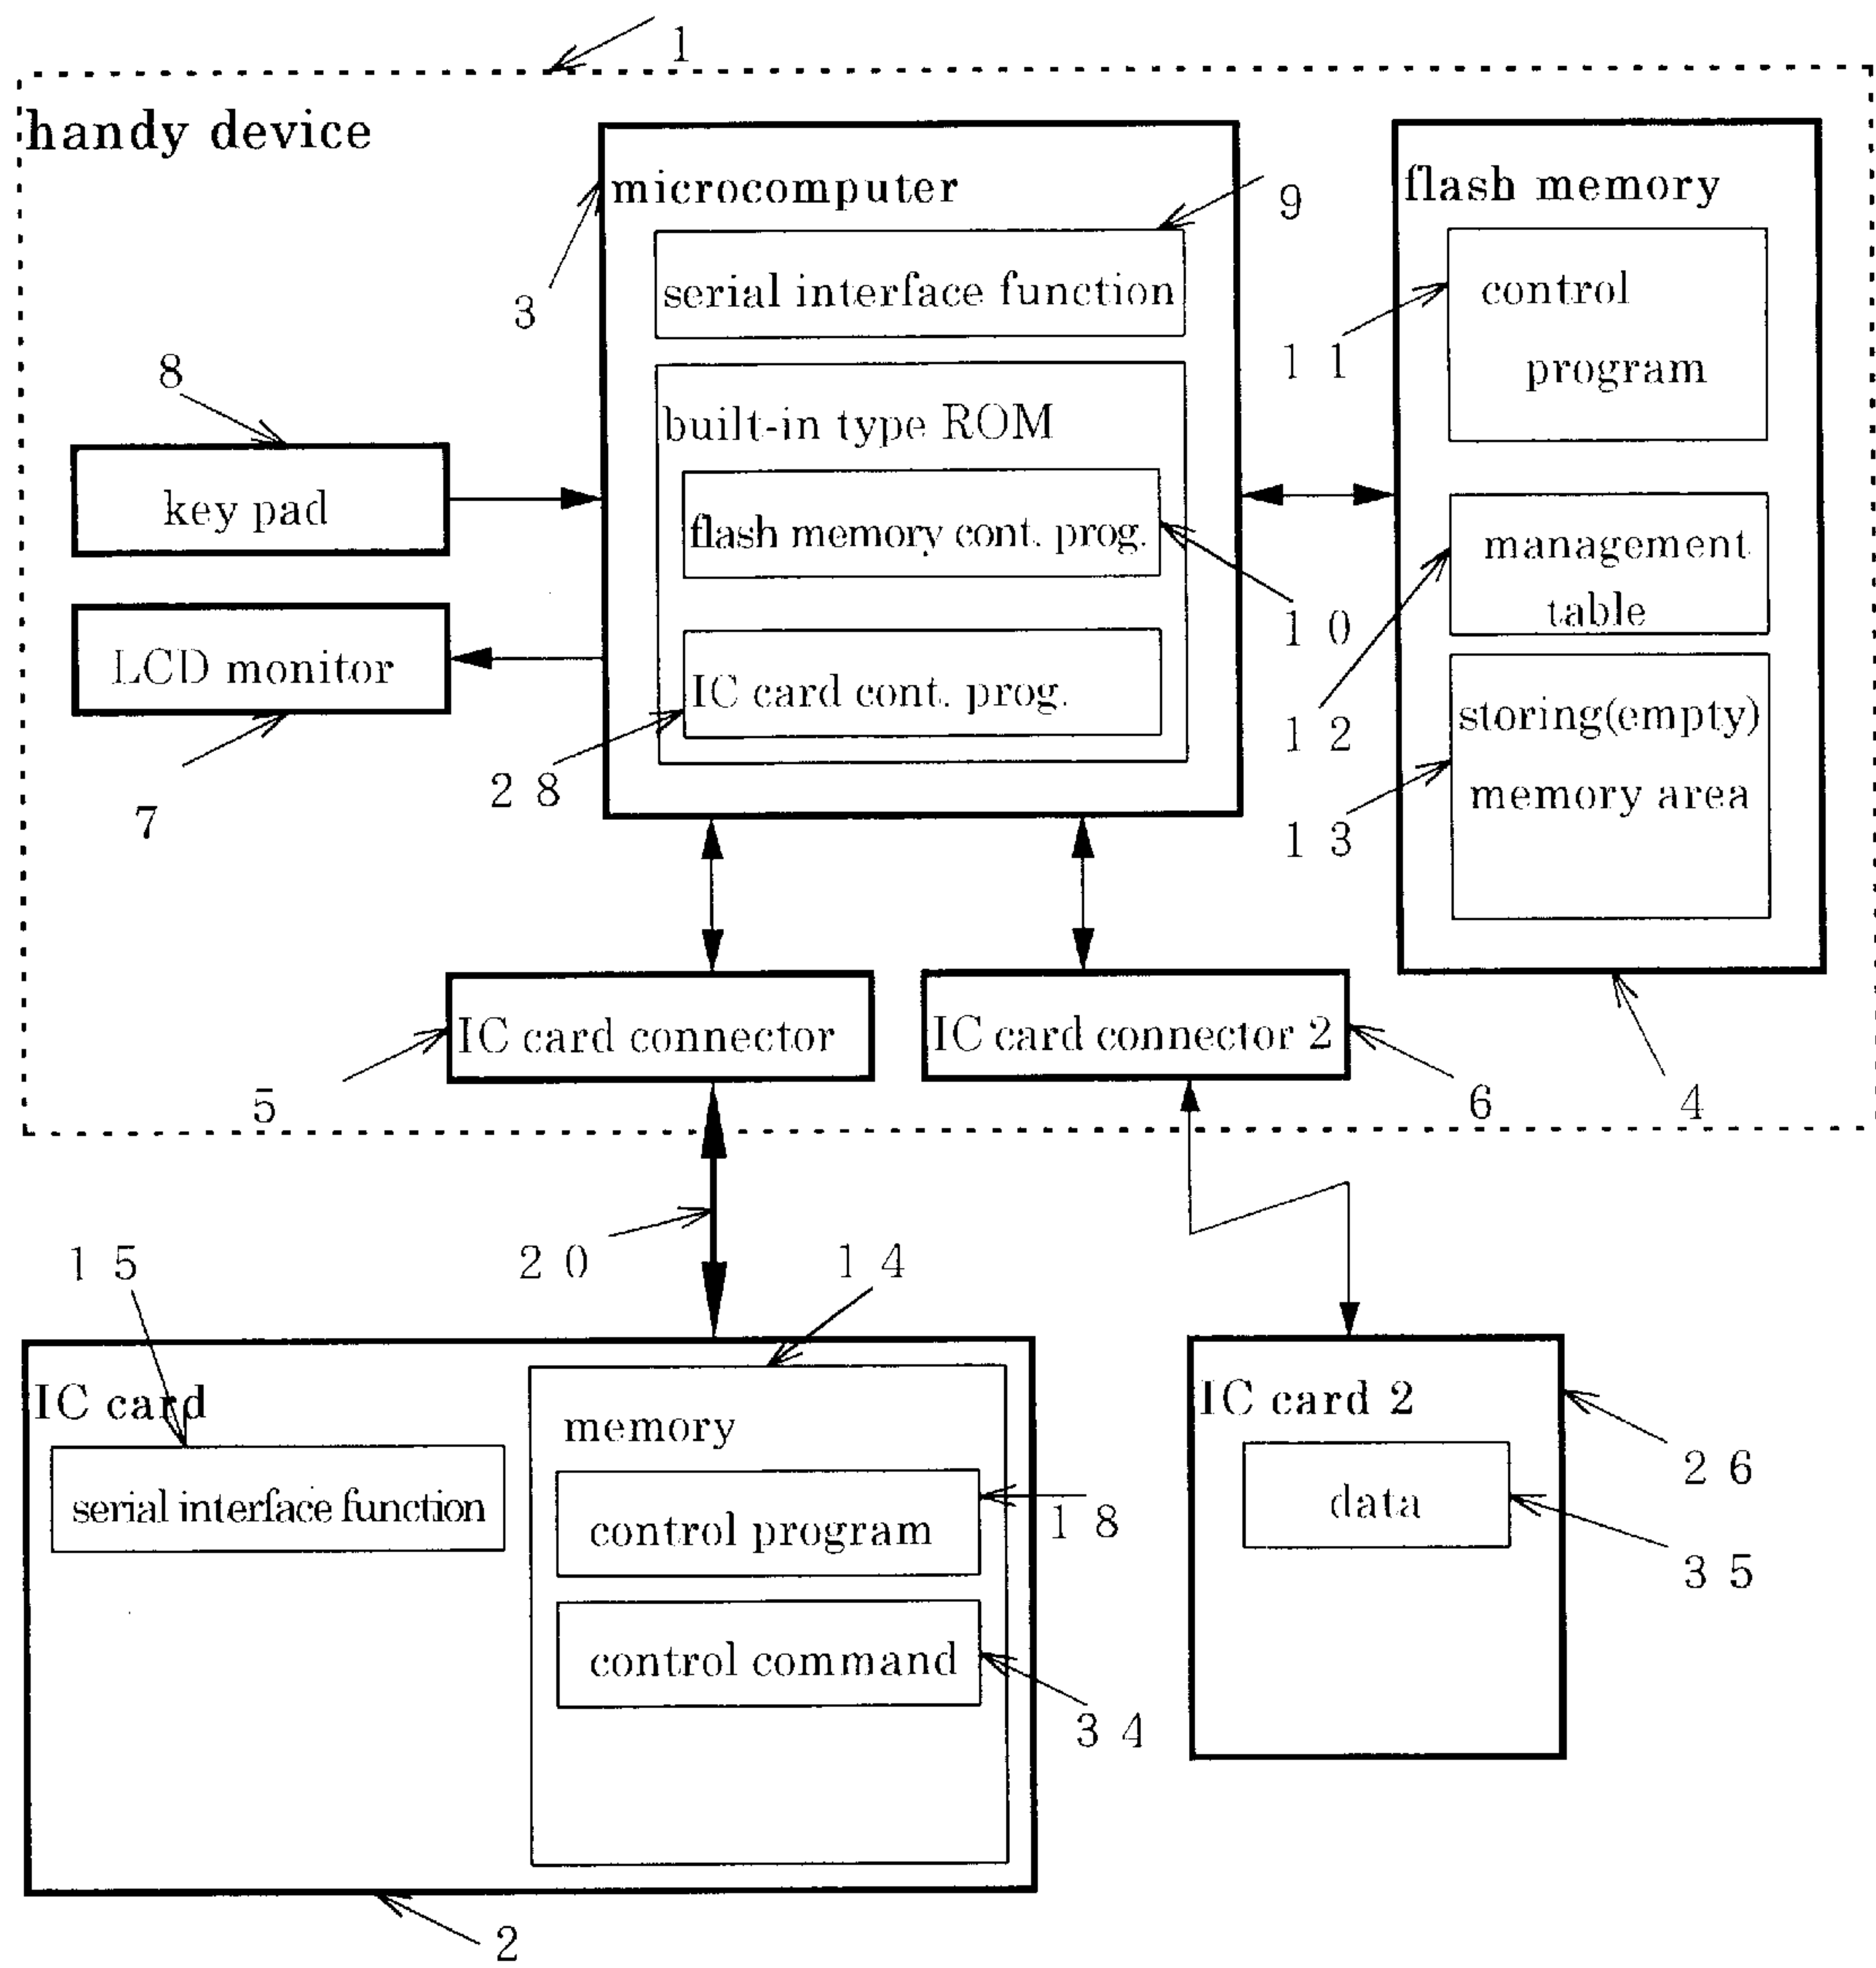 1
handy device
microcomputer
flash memory
9
serial interface function
3
control
program
1 1
8
built-in type ROM
key pad
flash memory cont. prog.
management
table
1 0
LCD monitor
IC card cont. prog.
1 2
storing(empty)
memory area
2 8
7
1 3
IC card connector
IC card connector 2
5
6
4
1 5
2 0
1 4
IC card
memory
IC card 2
2 6
serial interface function
control program
1 8
data
3 5
control command
3 4
2